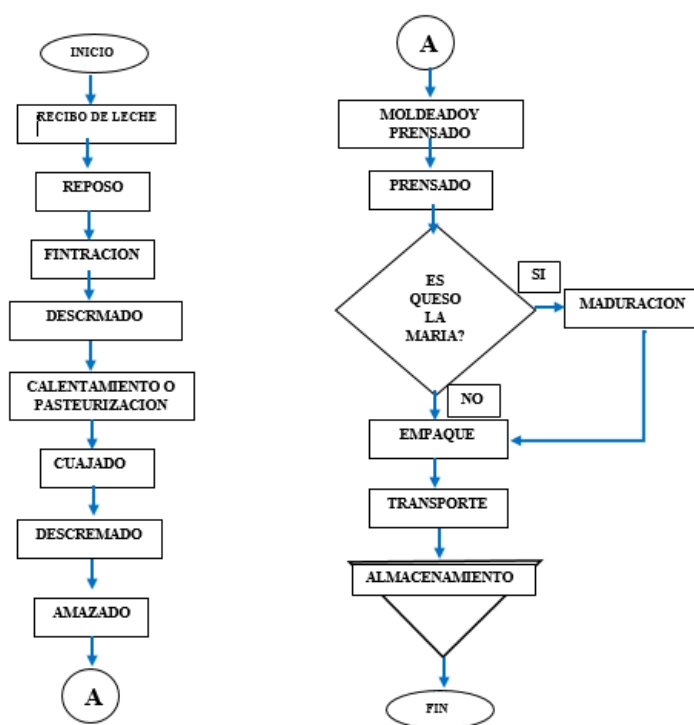 INICIO
RECIBO DE LECHE
REPOSO
FINTRACION
DESCRMADO
CALENTAMIENTO O
PASTEURIZACION
CUAJADO
DESCREMADO
AMAZADO
A
A
MOLDEADOY
PRENSADO
PRENSADO
ES
QUESO
LA
MARIA?
SI
MADURACION
NO
EMPAQUE
TRANSPORTE
ALMACENAMIENTO
FIN